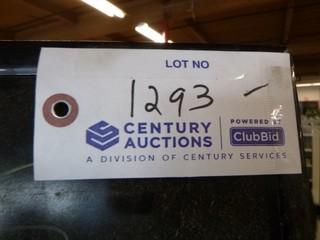 LOT NO
1293 -
CENTURY AUCTIONS
POWERED BY ClubBid
A DIVISION OF CENTURY SERVICES